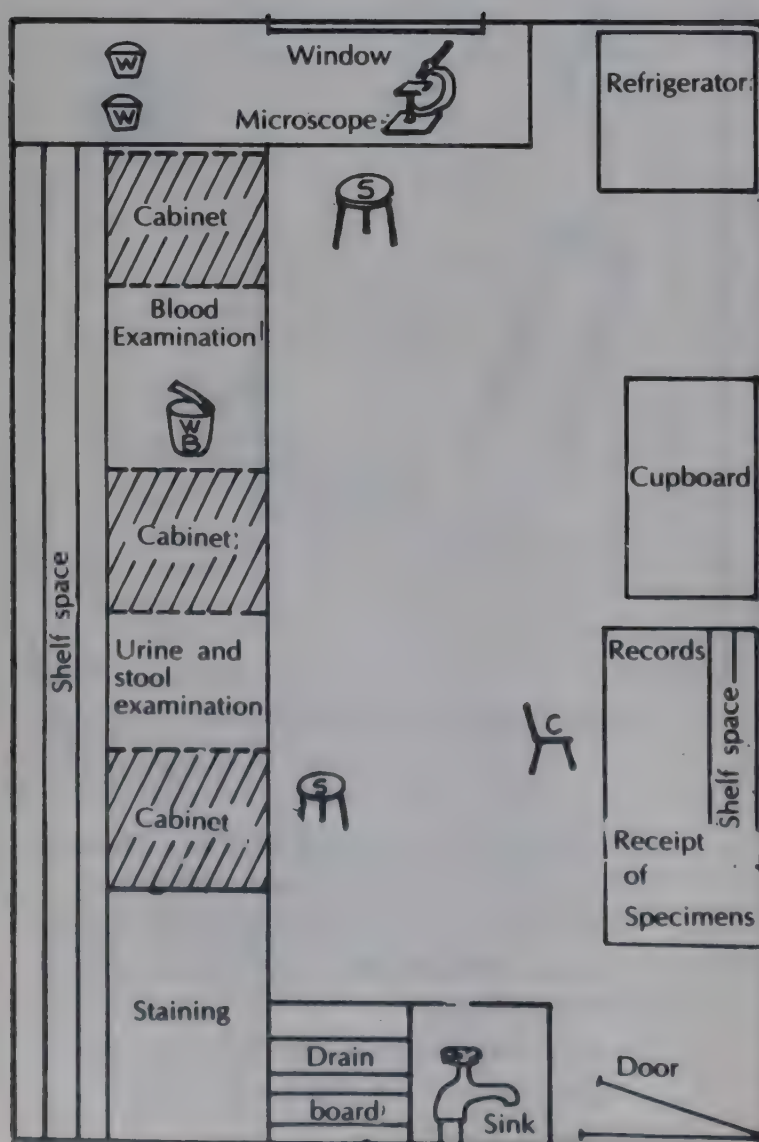 Window
W
Refrigerator
W
Microscope
S
Cabinet
Blood
Examination
W
B
Cabinet
Cupboard
Shelf space
Urine and
stool
examination
Records
Shelf space
C
S
Cabinet
Receipt
of
Specimens
Staining
Drain
board
Sink
Door